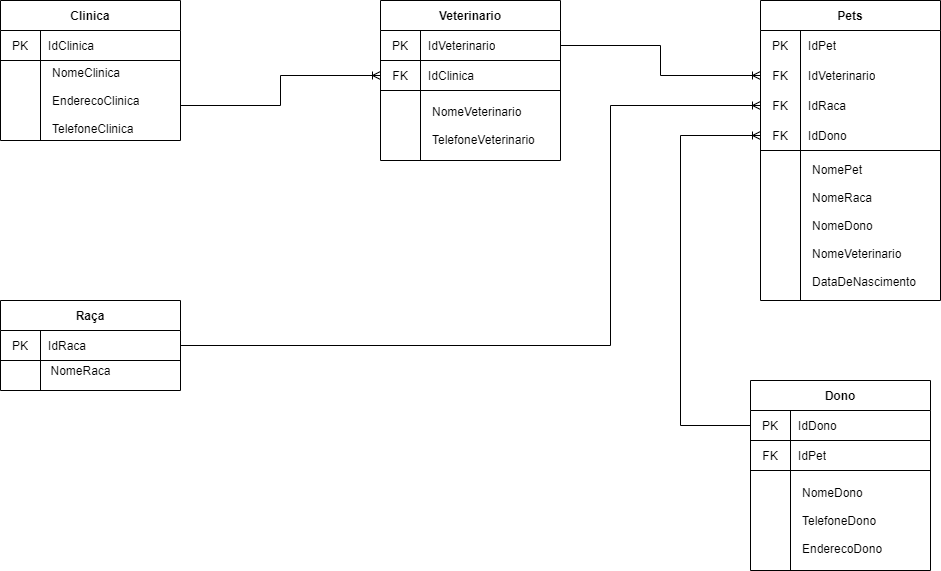 Clinica
PK IdClinica
NomeClinica
EnderecoClinica
TelefoneClinica
Veterinario
PK IdVeterinario
FK IdClinica
NomeVeterinario
TelefoneVeterinario
Pets
PK IdPet
FK IdVeterinario
FK IdRaca
FK IdDono
NomePet
NomeRaca
NomeDono
NomeVeterinario
DataDeNascimento
Raça
PK IdRaca
NomeRaca
Dono
PK IdDono
FK IdPet
NomeDono
TelefoneDono
EnderecoDono